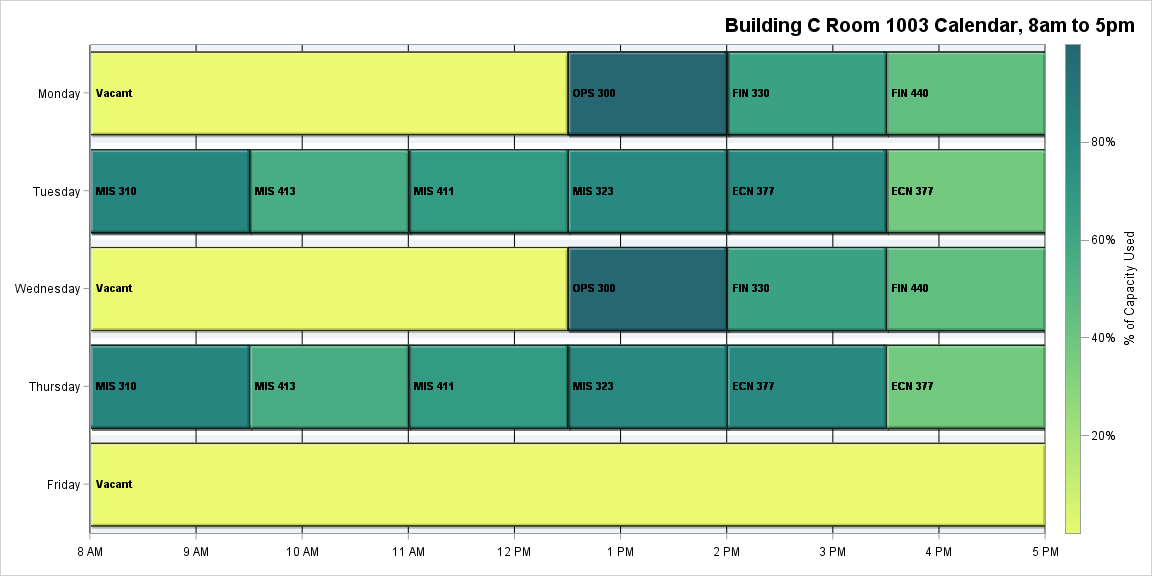 Building C Room 1003 Calendar, 8am to 5pm
Monday
Vacant
OPS 300
FIN 330
FIN 440
Tuesday
MIS 310
MIS 413
MIS 411
MIS 323
ECN 377
ECN 377
Wednesday
Vacant
OPS 300
FIN 330
FIN 440
Thursday
MIS 310
MIS 413
MIS 411
MIS 323
ECN 377
ECN 377
Friday
Vacant
8 AM
9 AM
10 AM
11 AM
12 PM
1 PM
2 PM
3 PM
4 PM
5 PM
80%
60%
40%
20%
% of Capacity Used